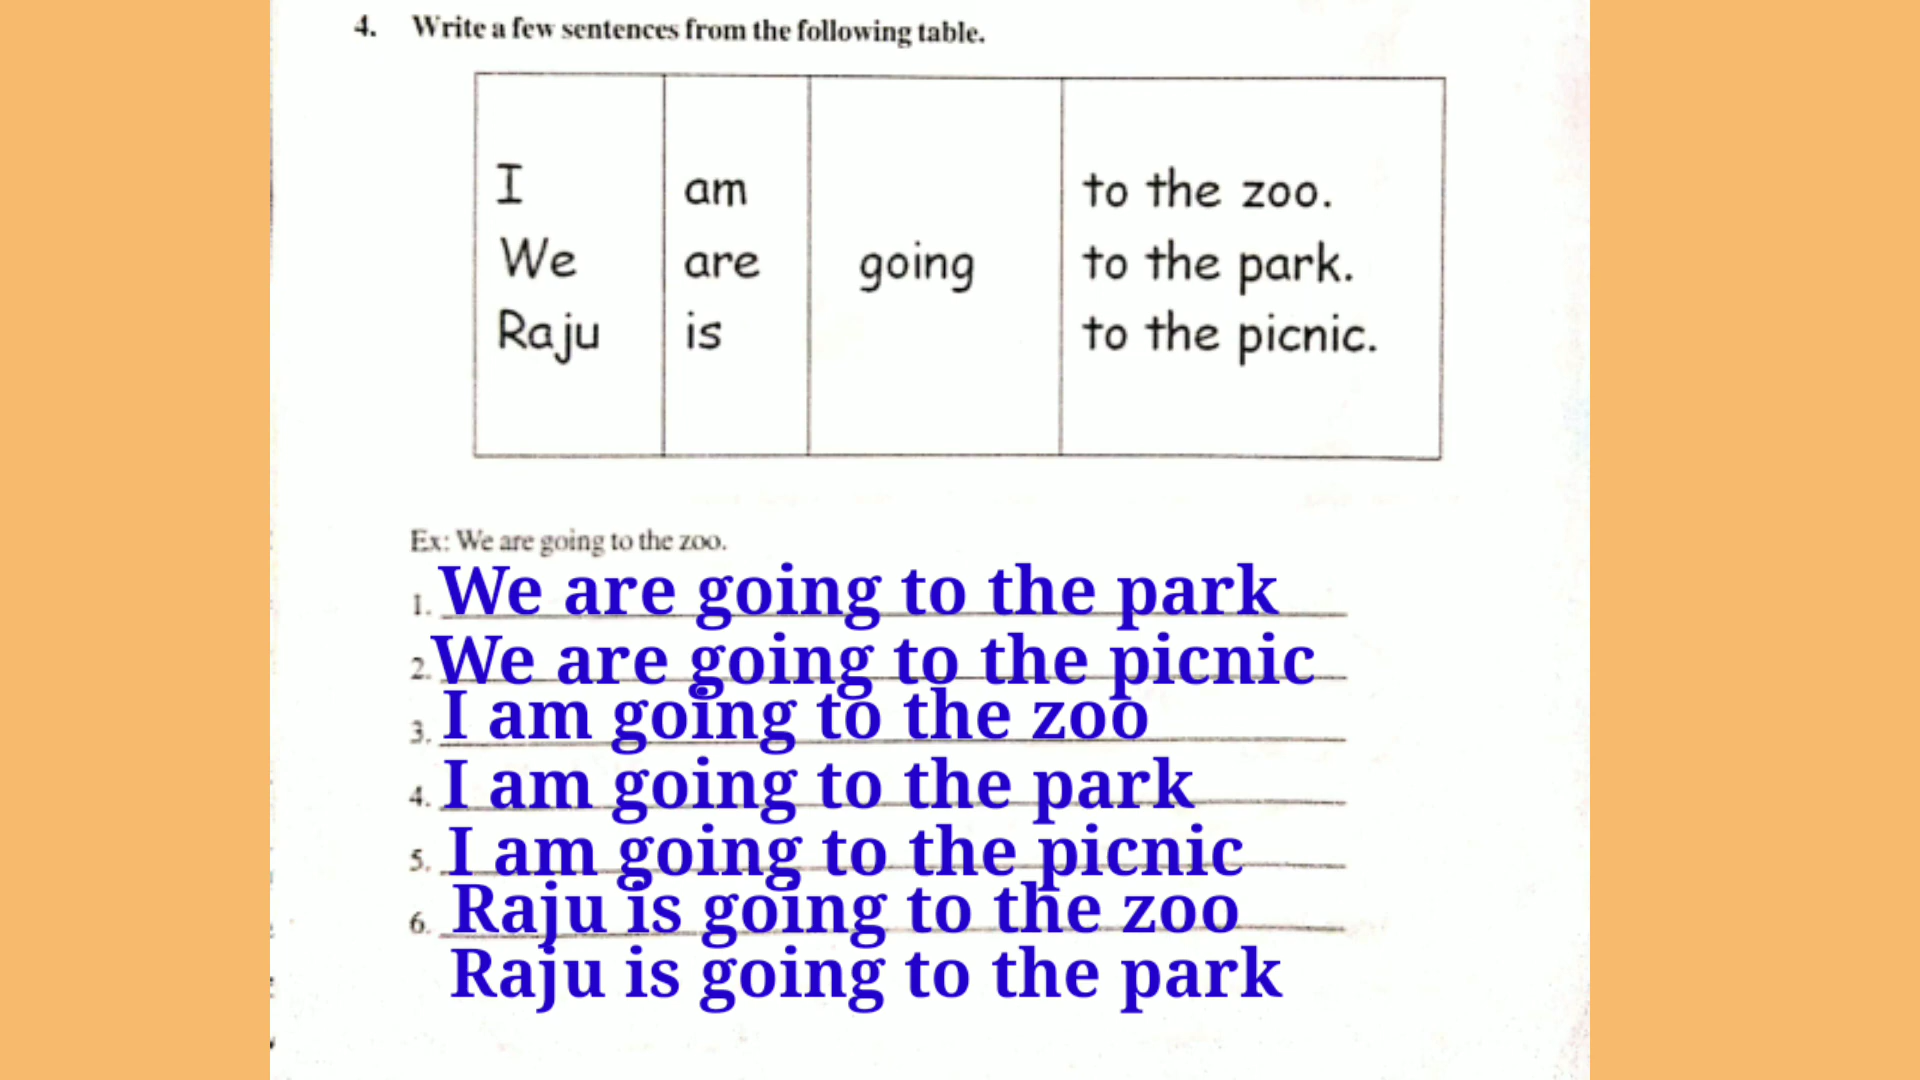 4. Write a few sentences from the following table.
I am to the zoo.
We are going to the park.
Raju is to the picnic.
Ex: We are going to the zoo.
1. We are going to the park
2. We are going to the picnic
3. I am going to the zoo
4. I am going to the park
5. I am going to the picnic
6. Raju is going to the zoo
Raju is going to the park